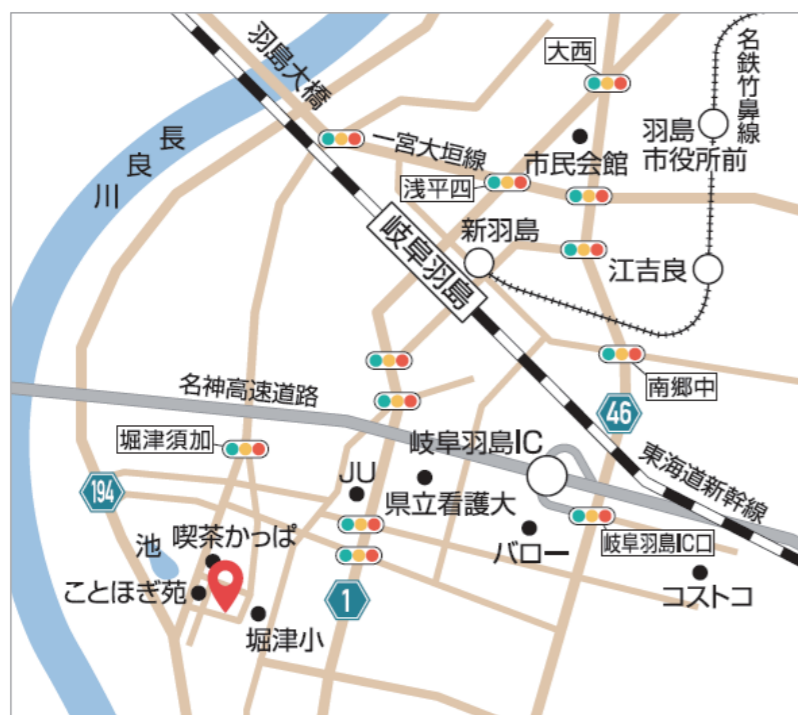 羽島大橋
大西
名鉄竹鼻線
長良川
一宮大垣線
市民会館
羽島
市役所前
浅平四
新羽島
岐阜羽島
江吉良
名神高速道路
南郷中
46
堀津須加
岐阜羽島IC
東海道新幹線
194
JU
県立看護大
池
喫茶かっぱ
バロー
岐阜羽島IC口
ことほぎ苑
1
コストコ
堀津小